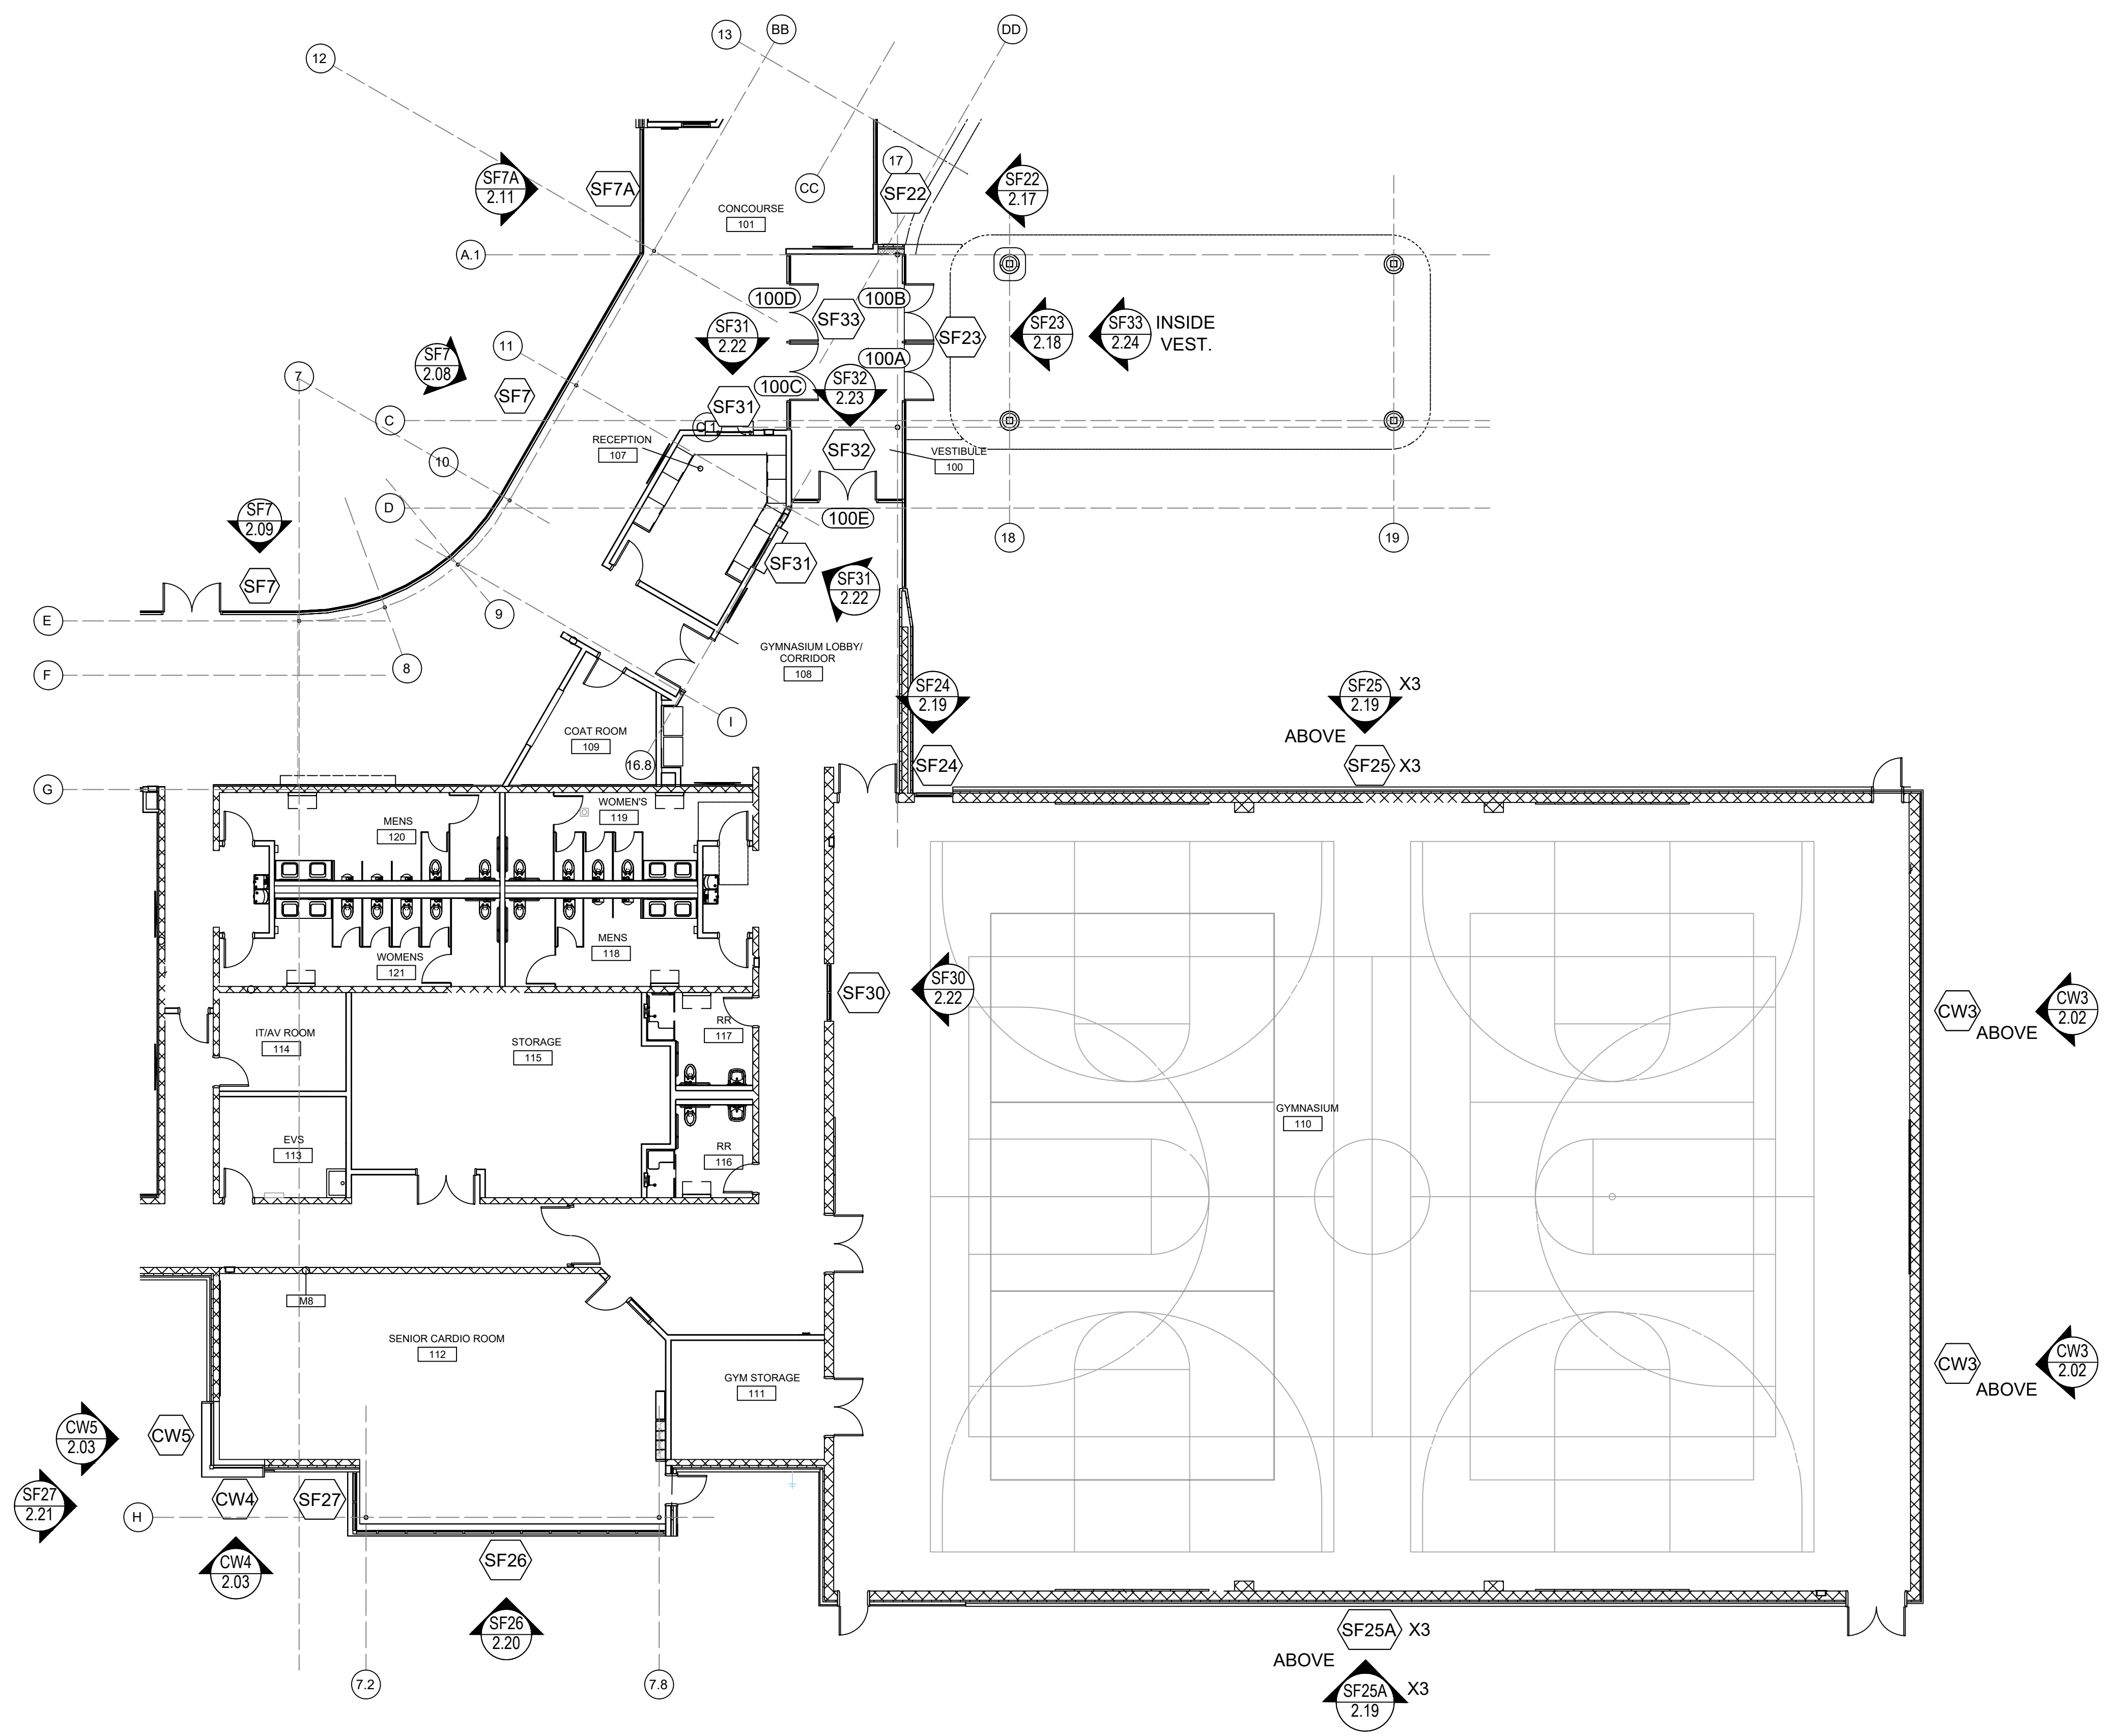 13
BB
DD
12
17
CC
SF7A
2.11
SF7A
SF22
SF22
2.17
CONCOURSE
101
A.1
100D
100B
SF33
SF31
2.22
SF23
SF23
2.18
SF33
2.24
INSIDE
VEST.
11
SF7
2.08
100A
7
SF7
100C
SF32
2.23
SF31
C
C.1
RECEPTION
107
SF32
VESTIBULE
100
10
D
SF7
2.09
100E
18
19
SF7
SF31
SF31
2.22
E
9
F
8
GYMNASIUM LOBBY/
CORRIDOR
108
SF24
2.19
SF25
2.19
X3
I
COAT ROOM
109
ABOVE
16.8
SF24
SF25
X3
G
WOMEN'S
119
MENS
120
MENS
118
WOMENS
121
SF30
SF30
2.22
CW3
CW3
2.02
ABOVE
IT/AV ROOM
114
STORAGE
115
RR
117
GYMNASIUM
110
EVS
113
RR
116
M8
SENIOR CARDIO ROOM
112
CW3
CW3
2.02
ABOVE
GYM STORAGE
111
CW5
2.03
CW5
SF27
2.21
CW4
SF27
H
SF26
CW4
2.03
SF26
2.20
SF25A
X3
ABOVE
7.2
7.8
SF25A
2.19
X3